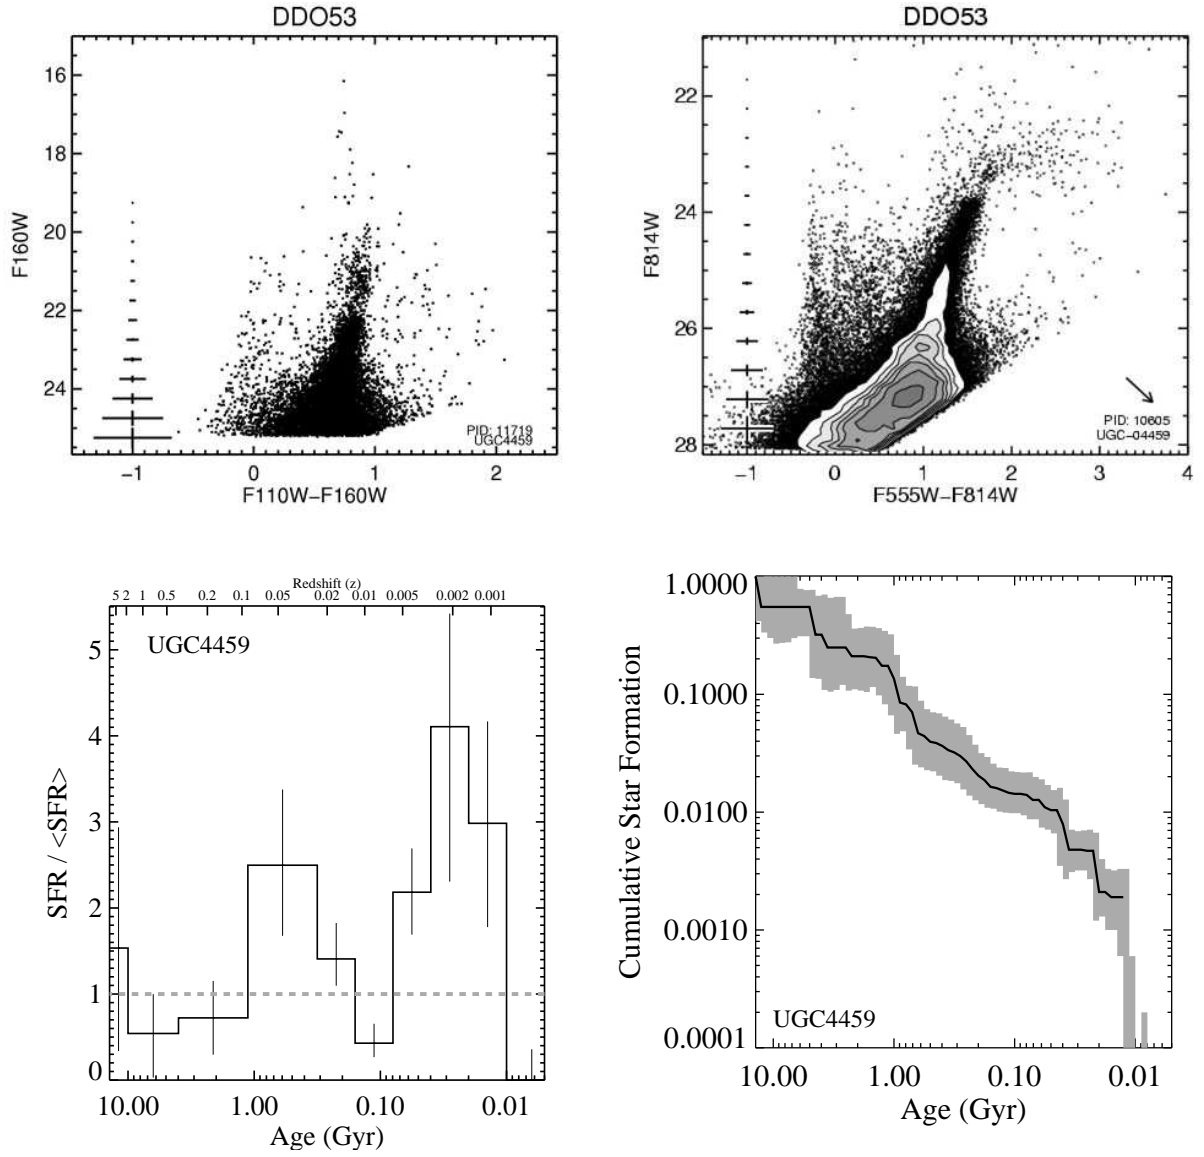 DDO53
16
18
20
22
24
F160W
PID: 11719
UGC4459
−1 0 1 2
F110W−F160W
DDO53
22
24
26
28
F814W
PID: 10605
UGC−04459
−1 0 1 2 3 4
F555W−F814W
Redshift (z)
5 2 1 0.5 0.2 0.1 0.05 0.02 0.01 0.005 0.002 0.001
UGC4459
5
4
3
2
1
0
SFR / <SFR>
10.00 1.00 0.10 0.01
Age (Gyr)
1.0000
0.1000
0.0100
0.0010
0.0001
Cumulative Star Formation
UGC4459
10.00 1.00 0.10 0.01
Age (Gyr)